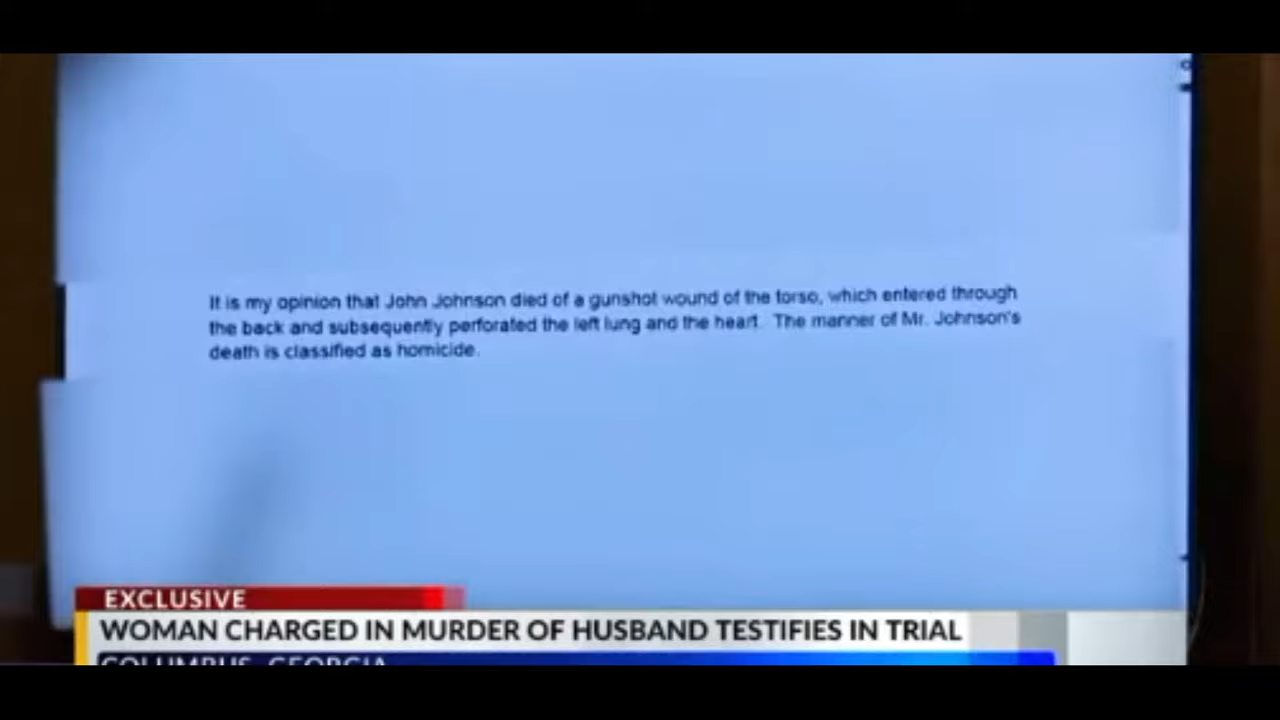 It is my opinion that John Johnson died of a gunshot wound of the torso, which entered through
the back and subsequently perforated the left lung and the heart. The manner of Mr. Johnson's
death is classified as homicide.
EXCLUSIVE
WOMAN CHARGED IN MURDER OF HUSBAND TESTIFIES IN TRIAL
COLUMBUS, GEORGIA